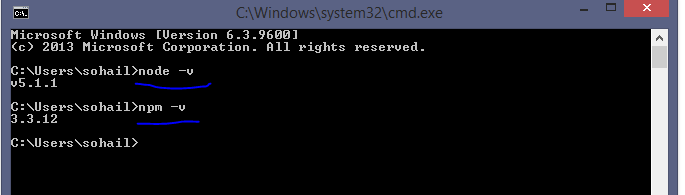 C:\Windows\system32\cmd.exe
Microsoft Windows [Version 6.3.9600]
(c) 2013 Microsoft Corporation. All rights reserved.
C:\Users\sohail>node -v
v5.1.1
C:\Users\sohail>npm -v
3.3.12
C:\Users\sohail>